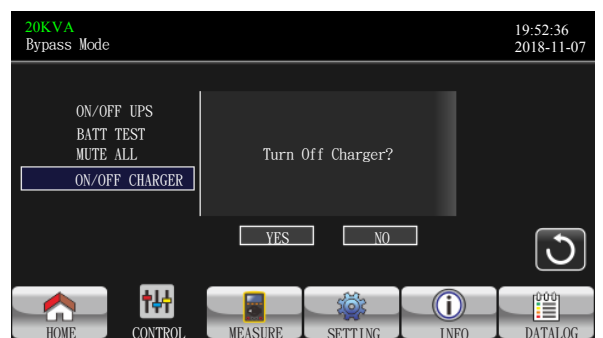 20KVA
Bypass Mode
19:52:36
2018-11-07
ON/OFF UPS
BATT TEST
MUTE ALL
ON/OFF CHARGER
Turn Off Charger?
YES
NO
HOME
CONTROL
MEASURE
SETTING
INFO
DATALOG